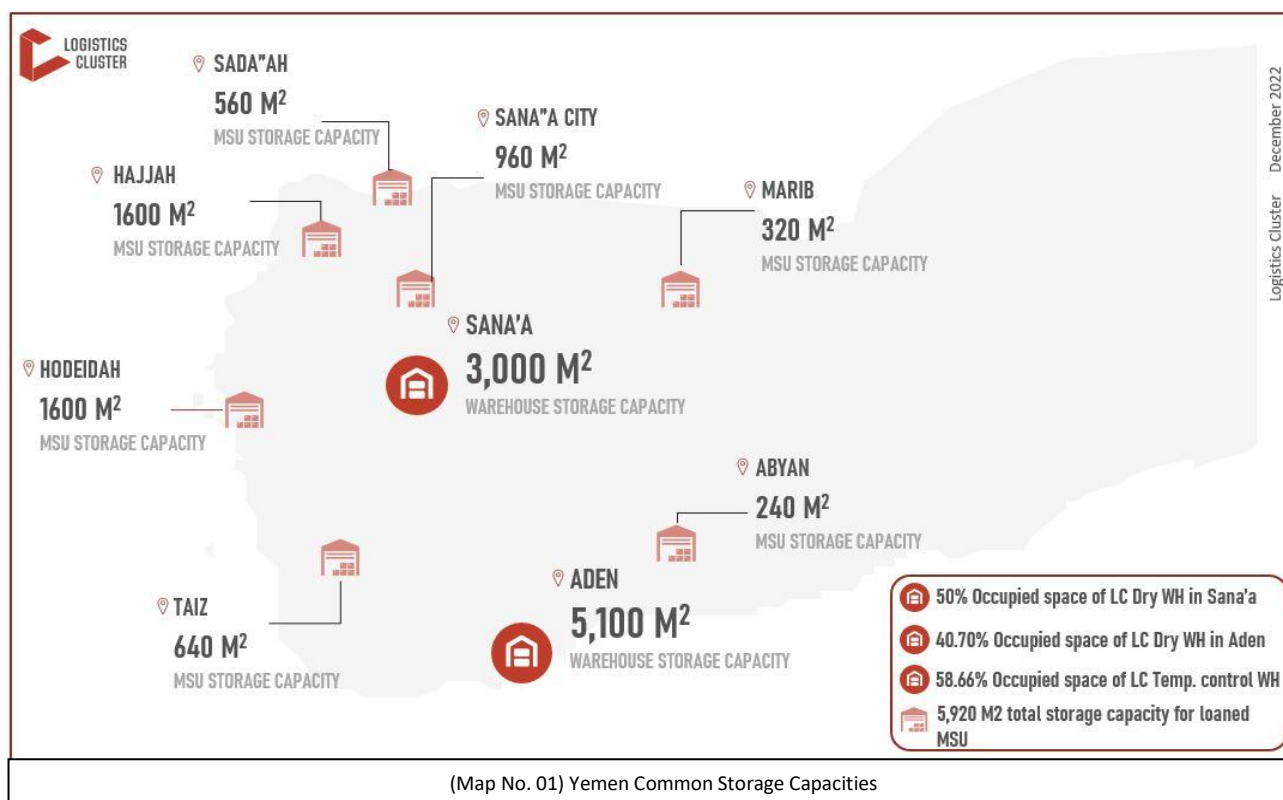 LOGISTICS
CLUSTER
SADA"AH
560 M²
MSU STORAGE CAPACITY
SANA"A CITY
960 M²
MSU STORAGE CAPACITY
HAJJAH
1600 M²
MSU STORAGE CAPACITY
MARIB
320 M²
MSU STORAGE CAPACITY
SANA'A
3,000 M²
WAREHOUSE STORAGE CAPACITY
HODEIDAH
1600 M²
MSU STORAGE CAPACITY
ABYAN
240 M²
MSU STORAGE CAPACITY
ADEN
5,100 M²
WAREHOUSE STORAGE CAPACITY
TAIZ
640 M²
MSU STORAGE CAPACITY
50% Occupied space of LC Dry WH in Sana'a
40.70% Occupied space of LC Dry WH in Aden
58.66% Occupied space of LC Temp. control WH
5,920 M2 total storage capacity for loaned
MSU
Logistics Cluster December 2022
(Map No. 01) Yemen Common Storage Capacities